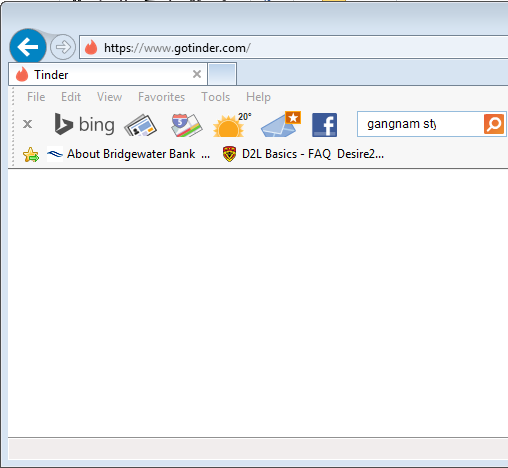 https://www.gotinder.com/
Tinder
File Edit View Favorites Tools Help
x bing 5 20° f gangnam sty
About Bridgewater Bank ... D2L Basics - FAQ Desire2...